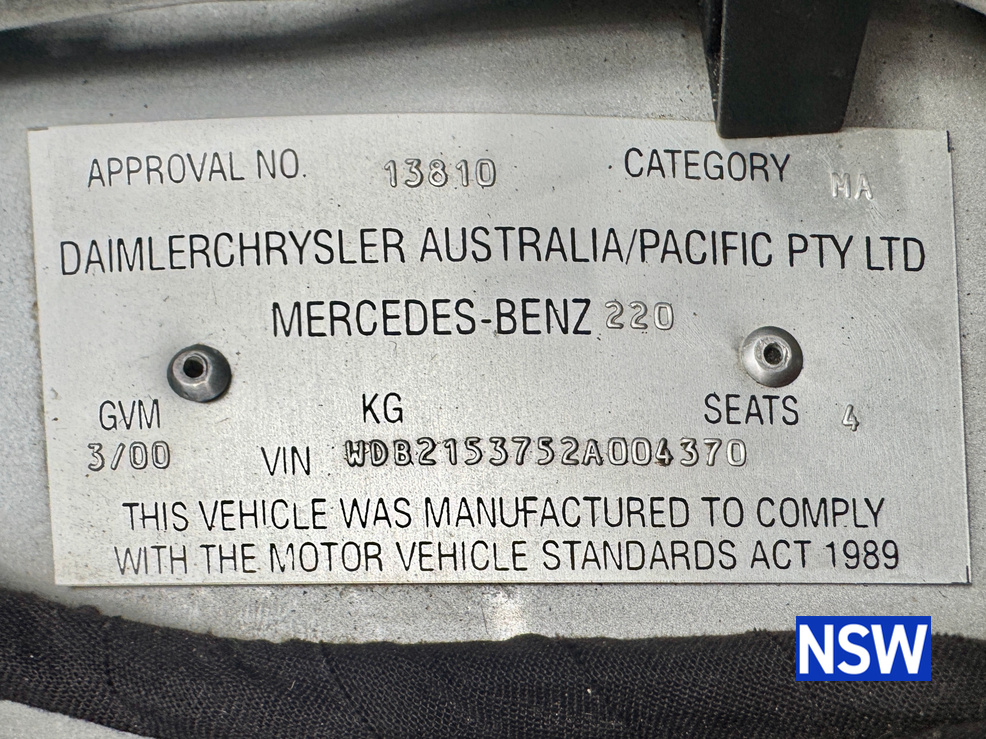 APPROVAL NO. 13810 CATEGORY MA
DAIMLERCHRYSLER AUSTRALIA/PACIFIC PTY LTD
MERCEDES-BENZ 220
GVM KG SEATS 4
3/00 VIN WDB2153752A004370
THIS VEHICLE WAS MANUFACTURED TO COMPLY
WITH THE MOTOR VEHICLE STANDARDS ACT 1989
NSW